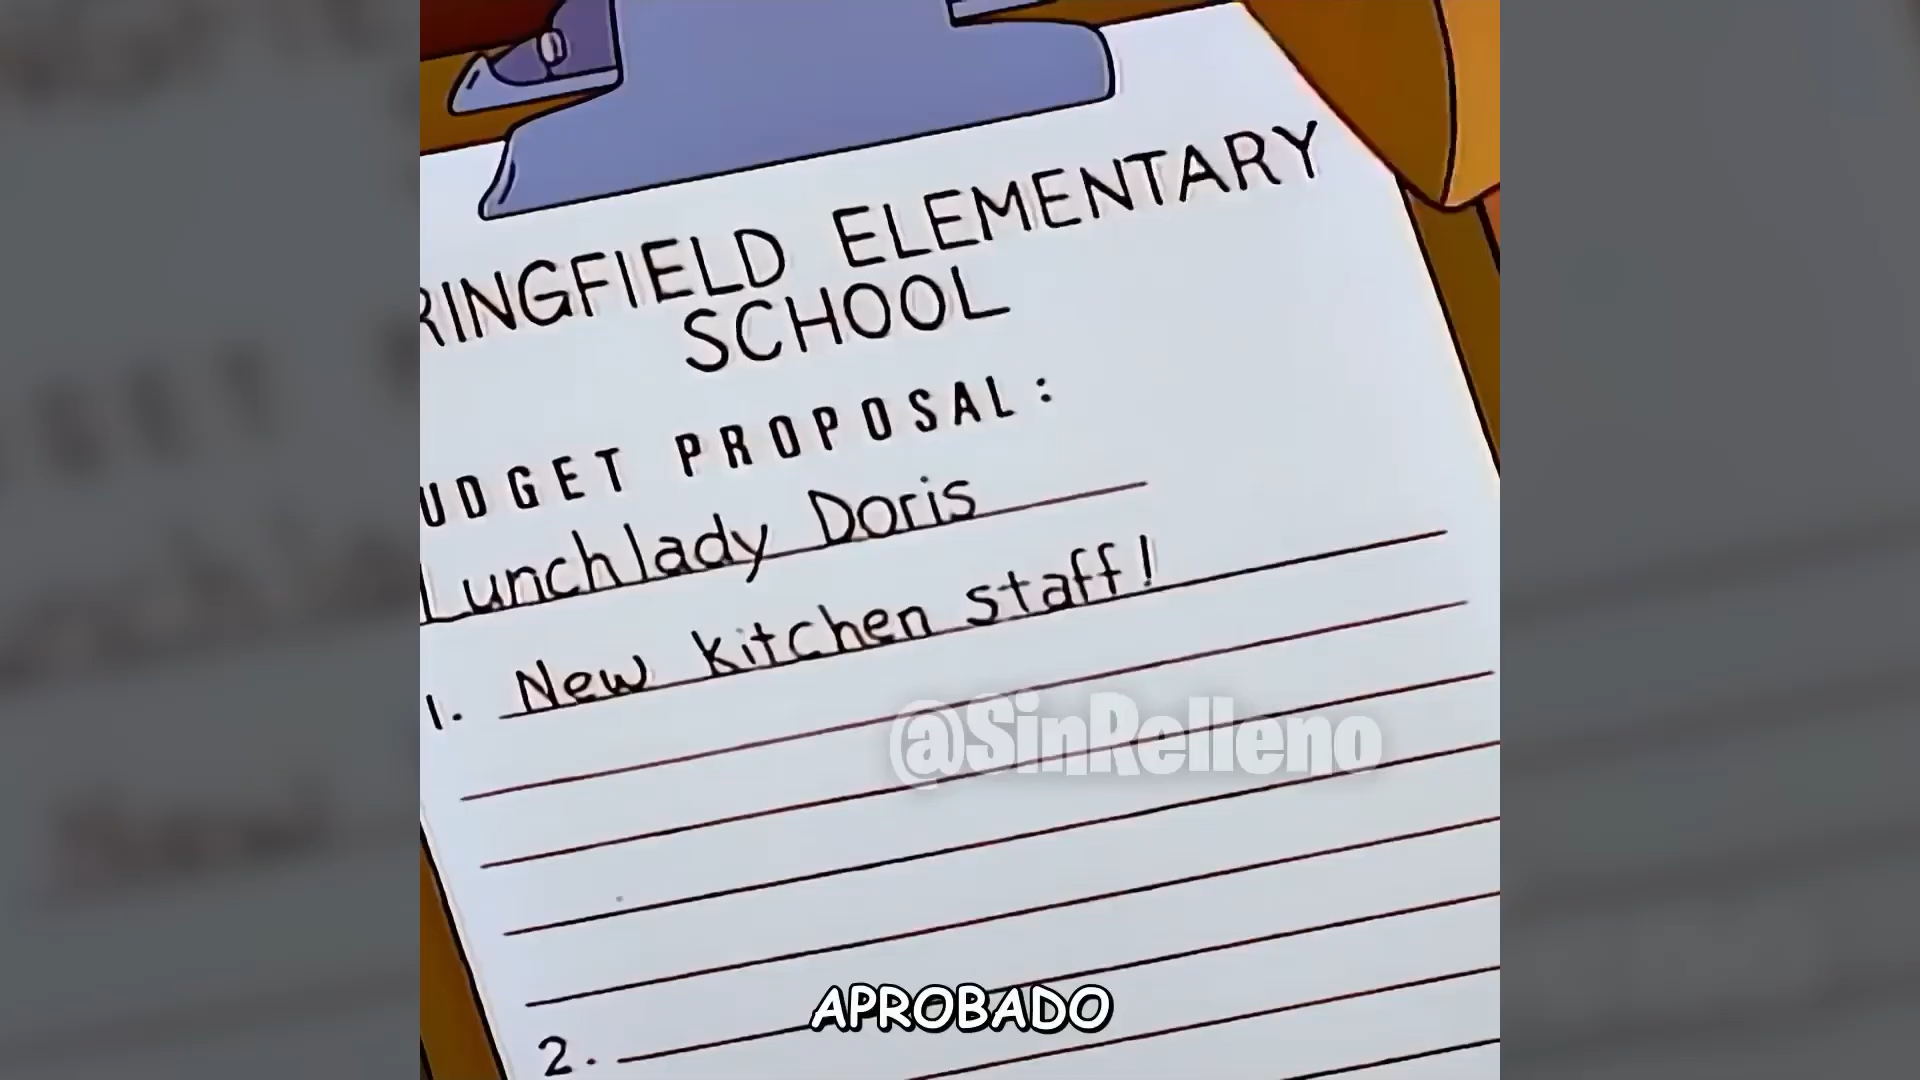 RINGFIELD ELEMENTARY
SCHOOL
UDGET PROPOSAL:
Lunchlady Doris
1. New kitchen staff!
@SinRelleno
2.
APROBADO